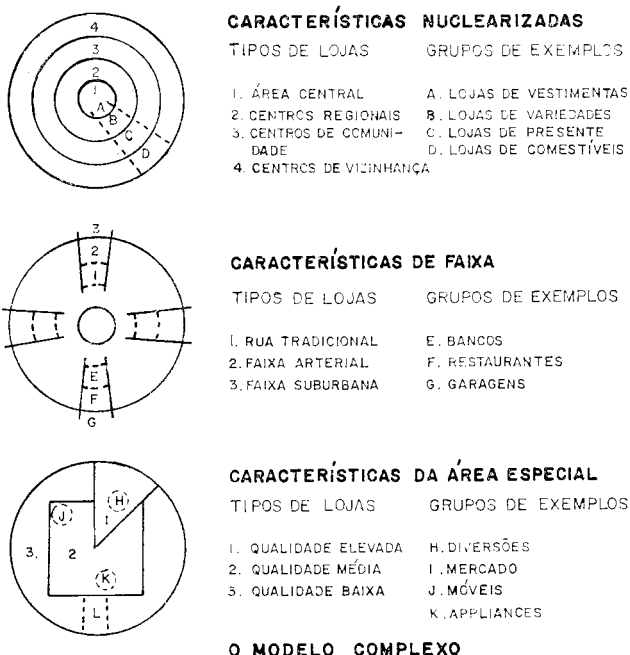 CARACTERÍSTICAS NUCLEARIZADAS
TIPOS DE LOJAS GRUPOS DE EXEMPLOS
1. ÁREA CENTRAL A. LOJAS DE VESTIMENTAS
2. CENTROS REGIONAIS B. LOJAS DE VARIEDADES
3. CENTROS DE COMUNI- C. LOJAS DE PRESENTE
DADE D. LOJAS DE COMESTÍVEIS
4. CENTROS DE VIZINHANÇA
4
3
2
1
A
B
C
D
CARACTERÍSTICAS DE FAIXA
TIPOS DE LOJAS GRUPOS DE EXEMPLOS
1. RUA TRADICIONAL E. BANCOS
2. FAIXA ARTERIAL F. RESTAURANTES
3. FAIXA SUBURBANA G. GARAGENS
3
2
1
E
F
G
CARACTERÍSTICAS DA ÁREA ESPECIAL
TIPOS DE LOJAS GRUPOS DE EXEMPLOS
1. QUALIDADE ELEVADA H. DIVERSÕES
2. QUALIDADE MÉDIA I. MERCADO
3. QUALIDADE BAIXA J. MÓVEIS
K. APPLIANCES
H
J
1
3. 2
K
L
O MODELO COMPLEXO